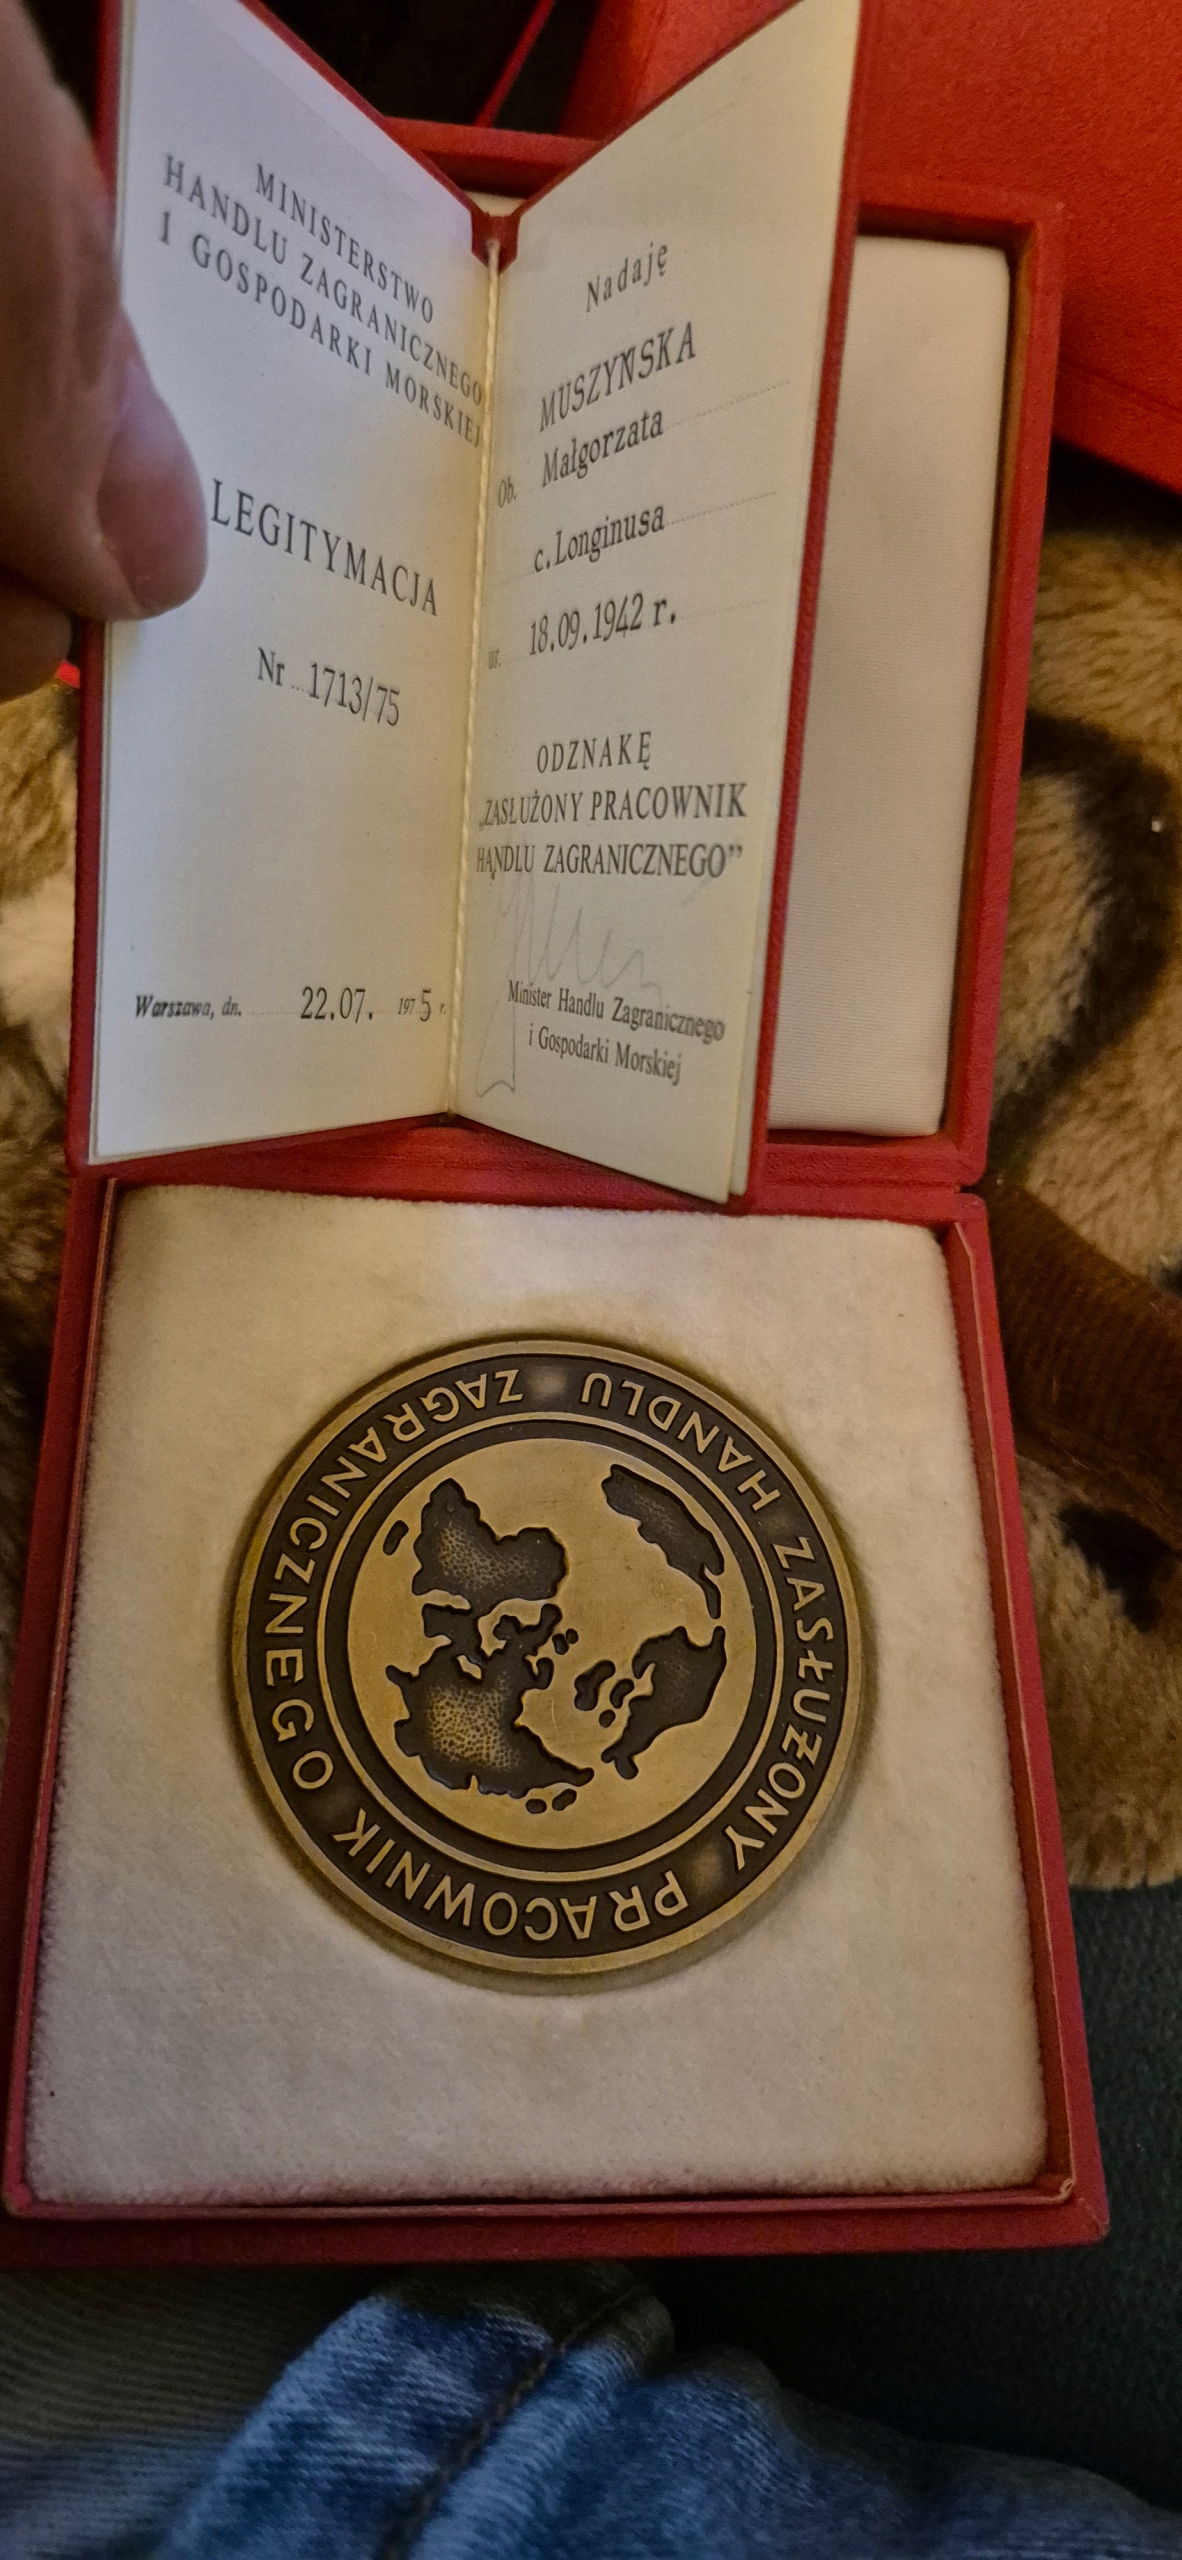 MINISTERSTWO
HANDLU ZAGRANICZNEGO
I GOSPODARKI MORSKIEJ
LEGITYMACJA
Nr 1713/75
Warszawa, dn. 22.07. 1975 r.
Nadaję
MUSZYŃSKA
Ob. Małgorzata
c.Longinusa
ur. 18.09.1942 r.
ODZNAKĘ
„ZASŁUŻONY PRACOWNIK
HANDLU ZAGRANICZNEGO”
Minister Handlu Zagranicznego
i Gospodarki Morskiej
ZASŁUŻONY PRACOWNIK
HANDLU ZAGRANICZNEGO